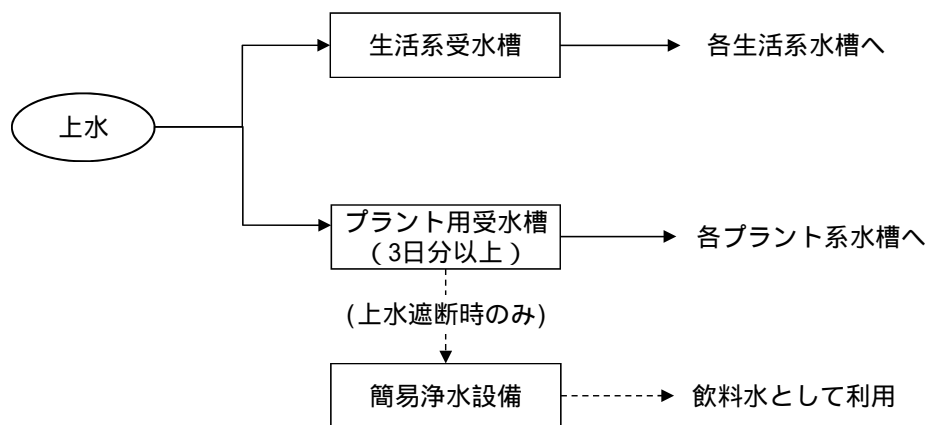 生活系受水槽
各生活系水槽へ
上水
プラント用受水槽
（3日分以上）
各プラント系水槽へ
(上水遮断時のみ)
簡易浄水設備
飲料水として利用